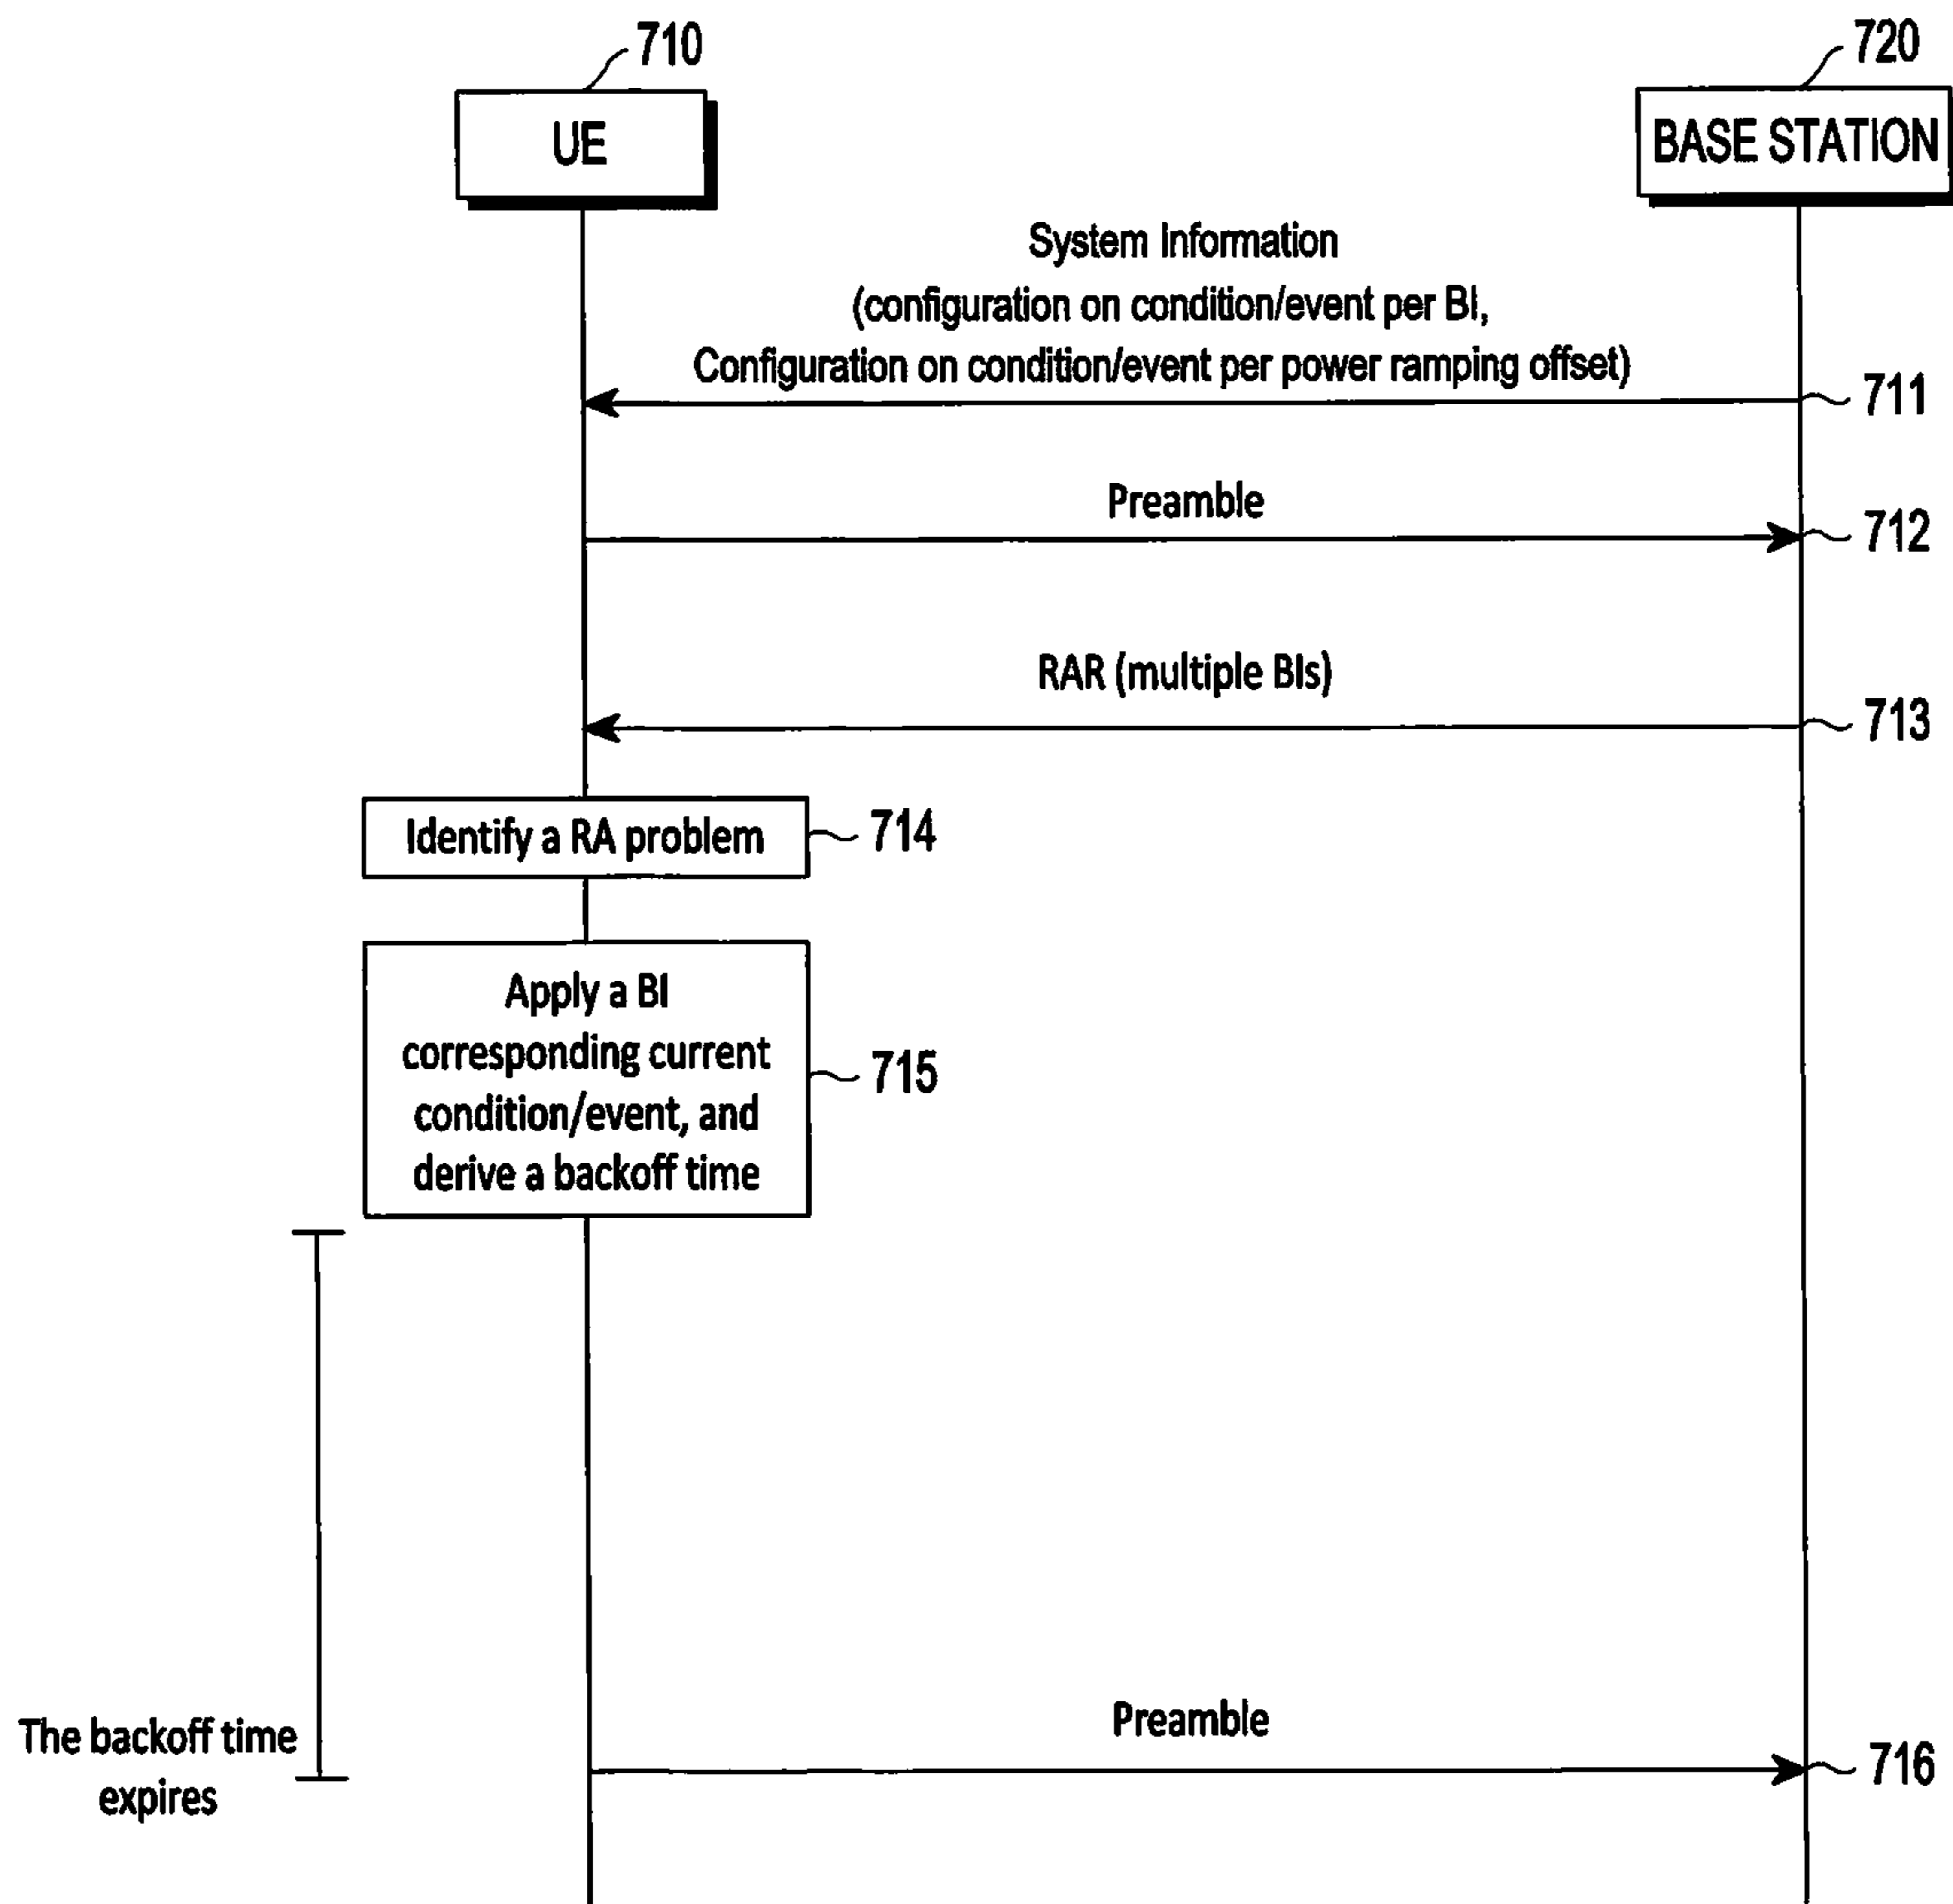 710
720
UE
BASE STATION
System Information
(configuration on condition/event per BI,
Configuration on condition/event per power ramping offset)
711
Preamble
712
RAR (multiple BIs)
713
Identify a RA problem
714
Apply a BI
corresponding current
condition/event, and
derive a backoff time
715
Preamble
The backoff time
expires
716